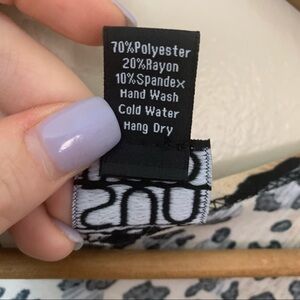 70%Polyester
20%Rayon
10%Spandex
Hand Wash
Cold Water
Hang Dry